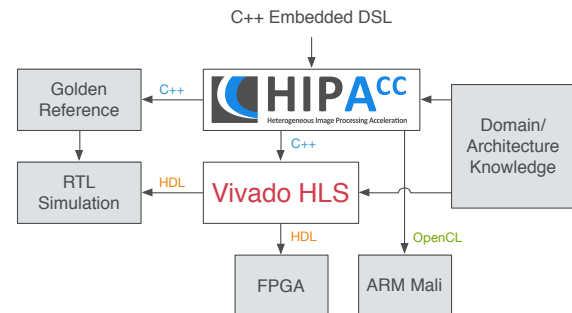 C++ Embedded DSL
Golden
Reference
C++
HIPAcc
Heterogeneous Image Processing Acceleration
Domain/
Architecture
Knowledge
C++
RTL
Simulation
HDL
Vivado HLS
HDL
OpenCL
FPGA
ARM Mali